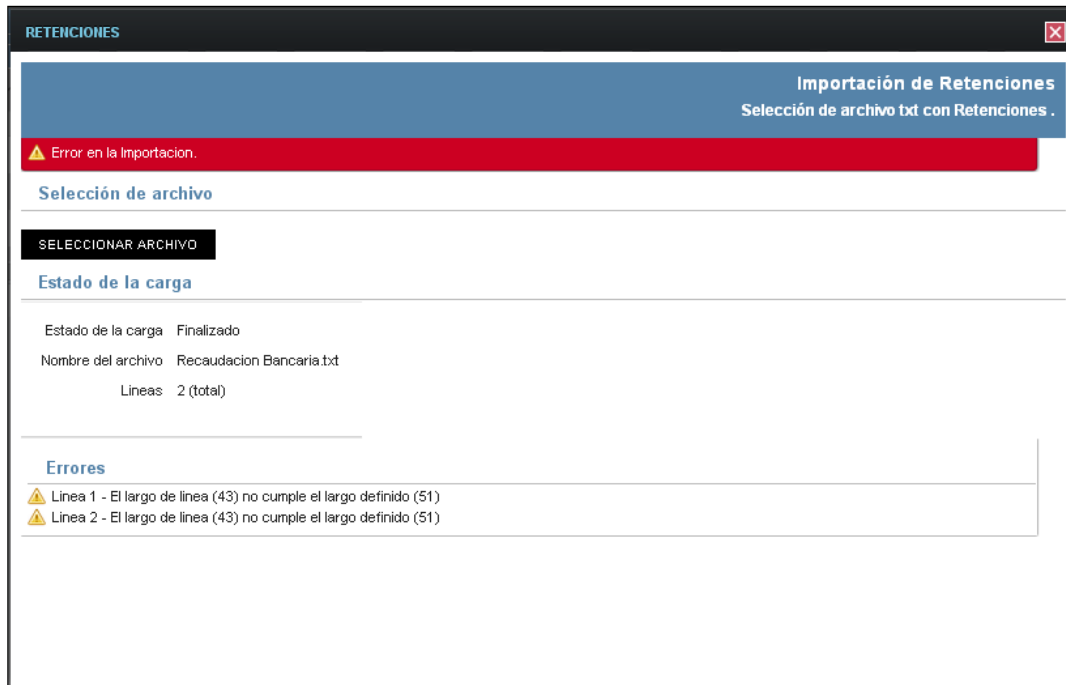 RETENCIONES
Importación de Retenciones
Selección de archivo txt con Retenciones .
Error en la Importacion.
Selección de archivo
SELECCIONAR ARCHIVO
Estado de la carga
Estado de la carga Finalizado
Nombre del archivo Recaudacion Bancaria.txt
Lineas 2 (total)
Errores
Linea 1 - El largo de linea (43) no cumple el largo definido (51)
Linea 2 - El largo de linea (43) no cumple el largo definido (51)